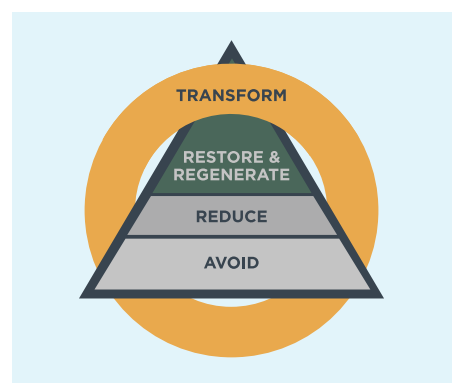 TRANSFORM
RESTORE &
REGENERATE
REDUCE
AVOID